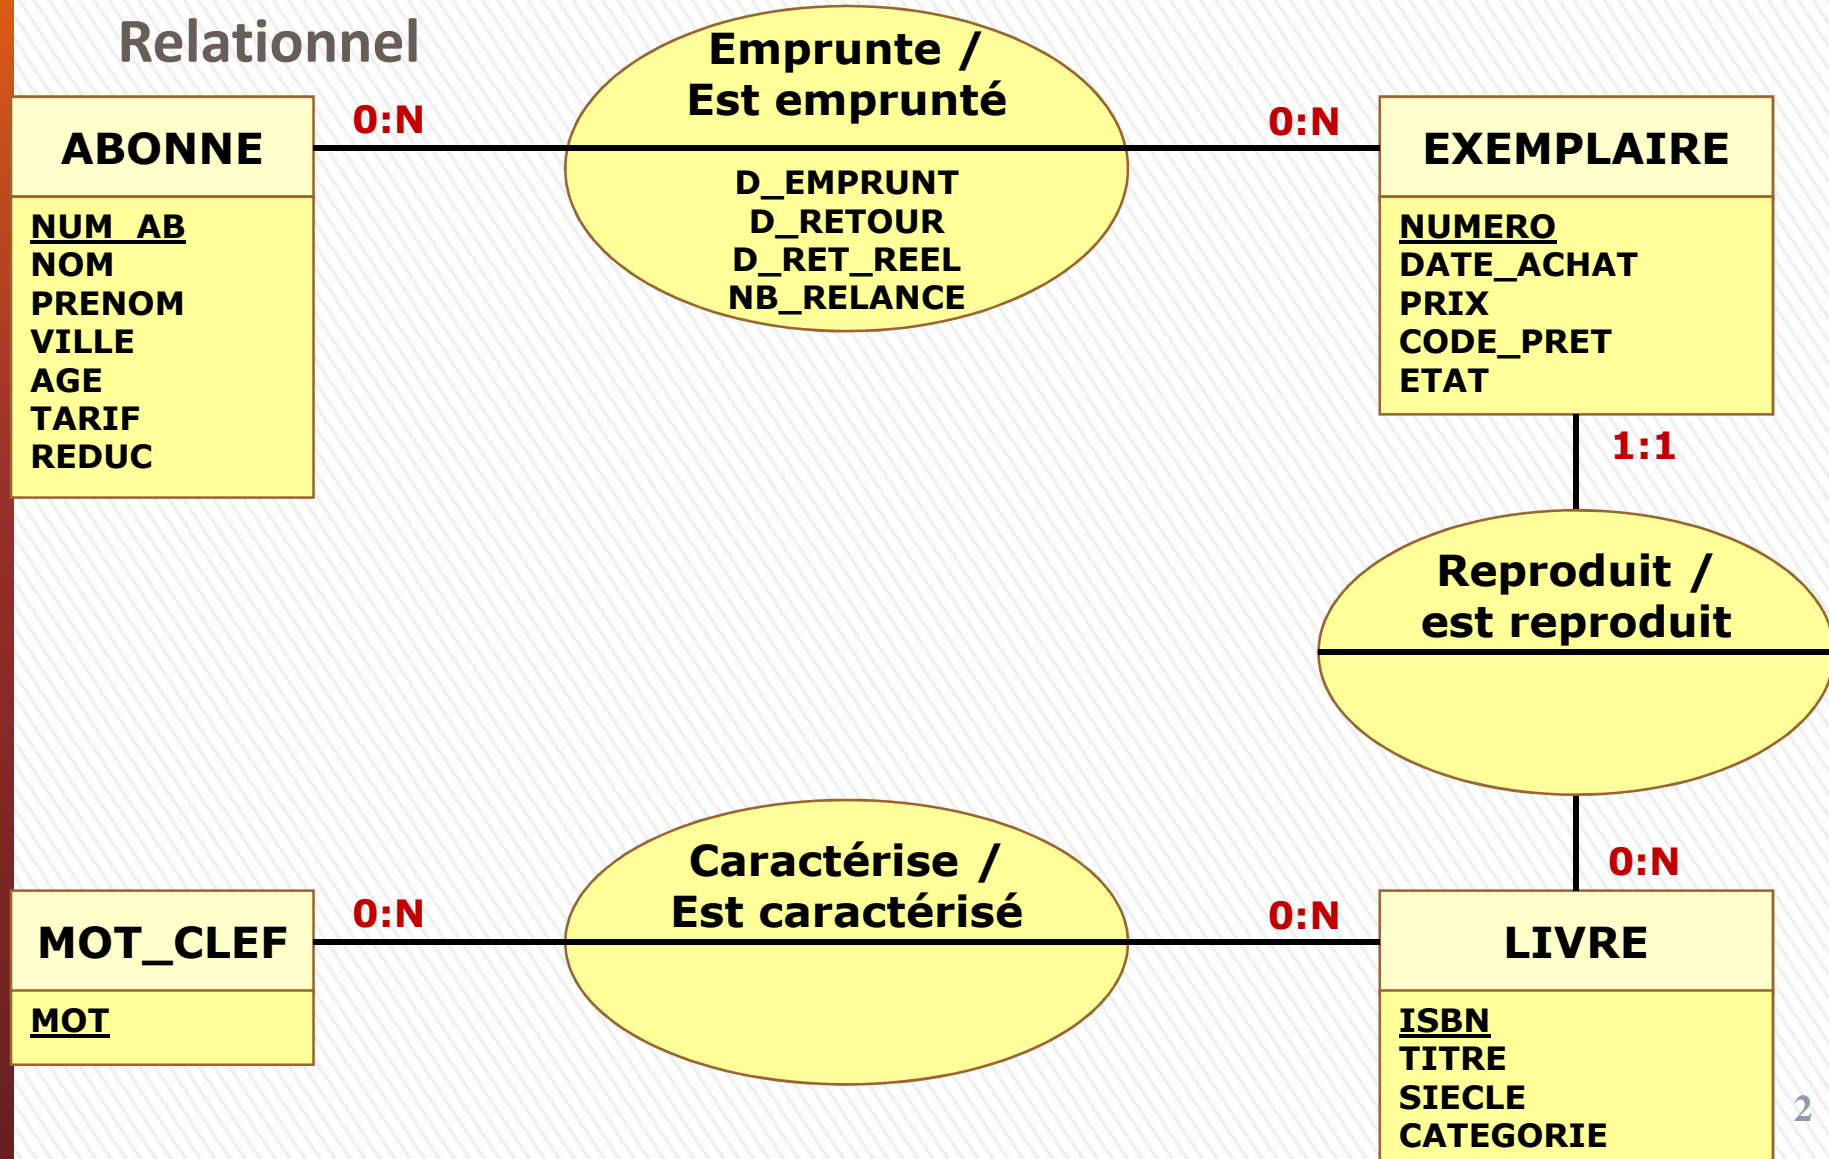 Relationnel
Emprunte /
Est emprunté
D_EMPRUNT
D_RETOUR
D_RET_REEL
NB_RELANCE
0:N
0:N
ABONNE
NUM_AB
NOM
PRENOM
VILLE
AGE
TARIF
REDUC
EXEMPLAIRE
NUMERO
DATE_ACHAT
PRIX
CODE_PRET
ETAT
1:1
Reproduit /
est reproduit
0:N
MOT_CLEF
MOT
0:N
Caractérise /
Est caractérisé
0:N
LIVRE
ISBN
TITRE
SIECLE
CATEGORIE
2